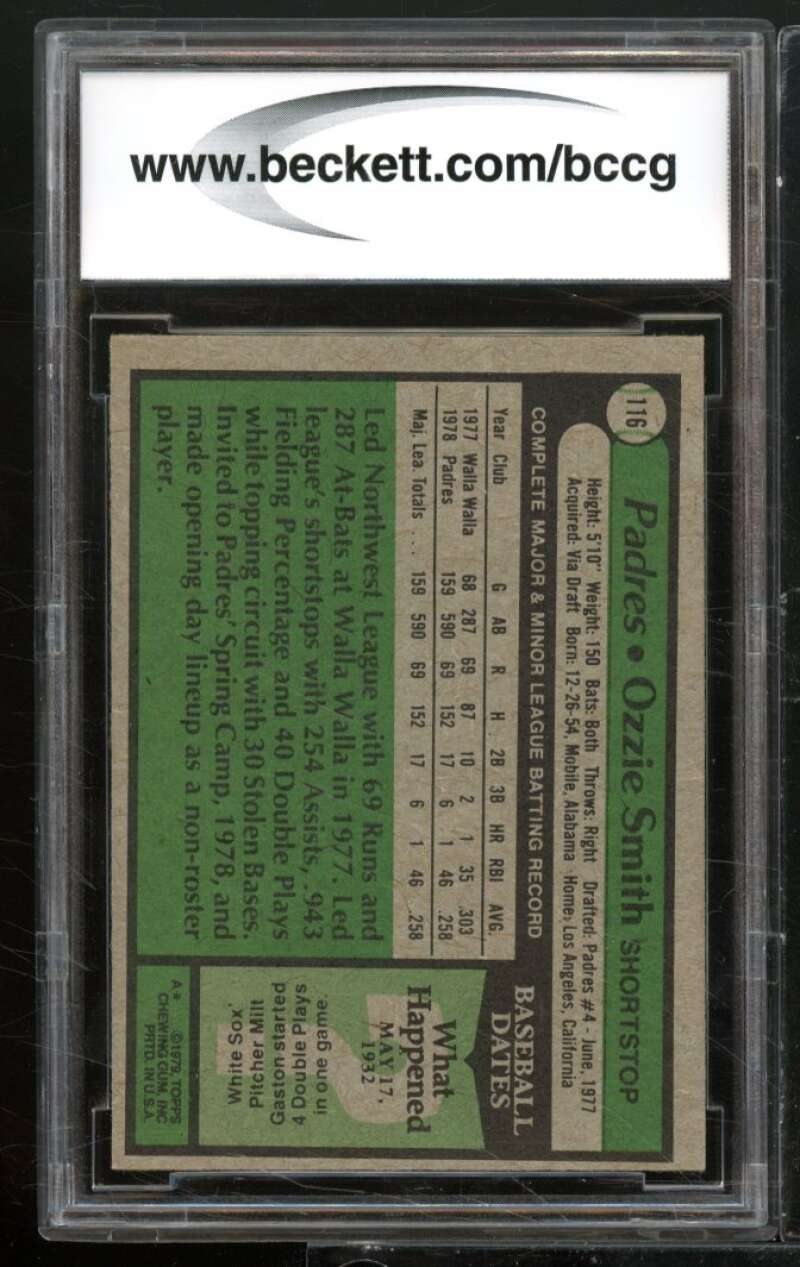 www.beckett.com/bccg
116
Padres • Ozzie Smith SHORTSTOP
Height: 5'10" Weight: 150 Bats: Both Throws: Right Drafted: Padres #4 - June, 1977
Acquired: Via Draft Born: 12-26-54, Mobile, Alabama Home: Los Angeles, California
COMPLETE MAJOR & MINOR LEAGUE BATTING RECORD
Year Club G AB R H 2B 3B HR RBI AVG.
1977 Walla Walla 68 287 69 87 10 2 1 35 .303
1978 Padres 159 590 69 152 17 6 1 46 .258
Maj. Lea. Totals ... 159 590 69 152 17 6 1 46 .258
Led Northwest League with 69 Runs and
287 At-Bats at Walla Walla in 1977. Led
league's shortstops with 254 Assists, .943
Fielding Percentage and 40 Double Plays
while topping circuit with 30 Stolen Bases.
Invited to Padres' Spring Camp, 1978, and
made opening day lineup as a non-roster
player.
BASEBALL
DATES
What
Happened
MAY 17,
1932
?
Pitcher Milt
Gaston started
4 Double Plays
in one game.
White Sox.
A* ©1979, TOPPS
CHEWING GUM, INC.
PRTD. IN U.S.A.